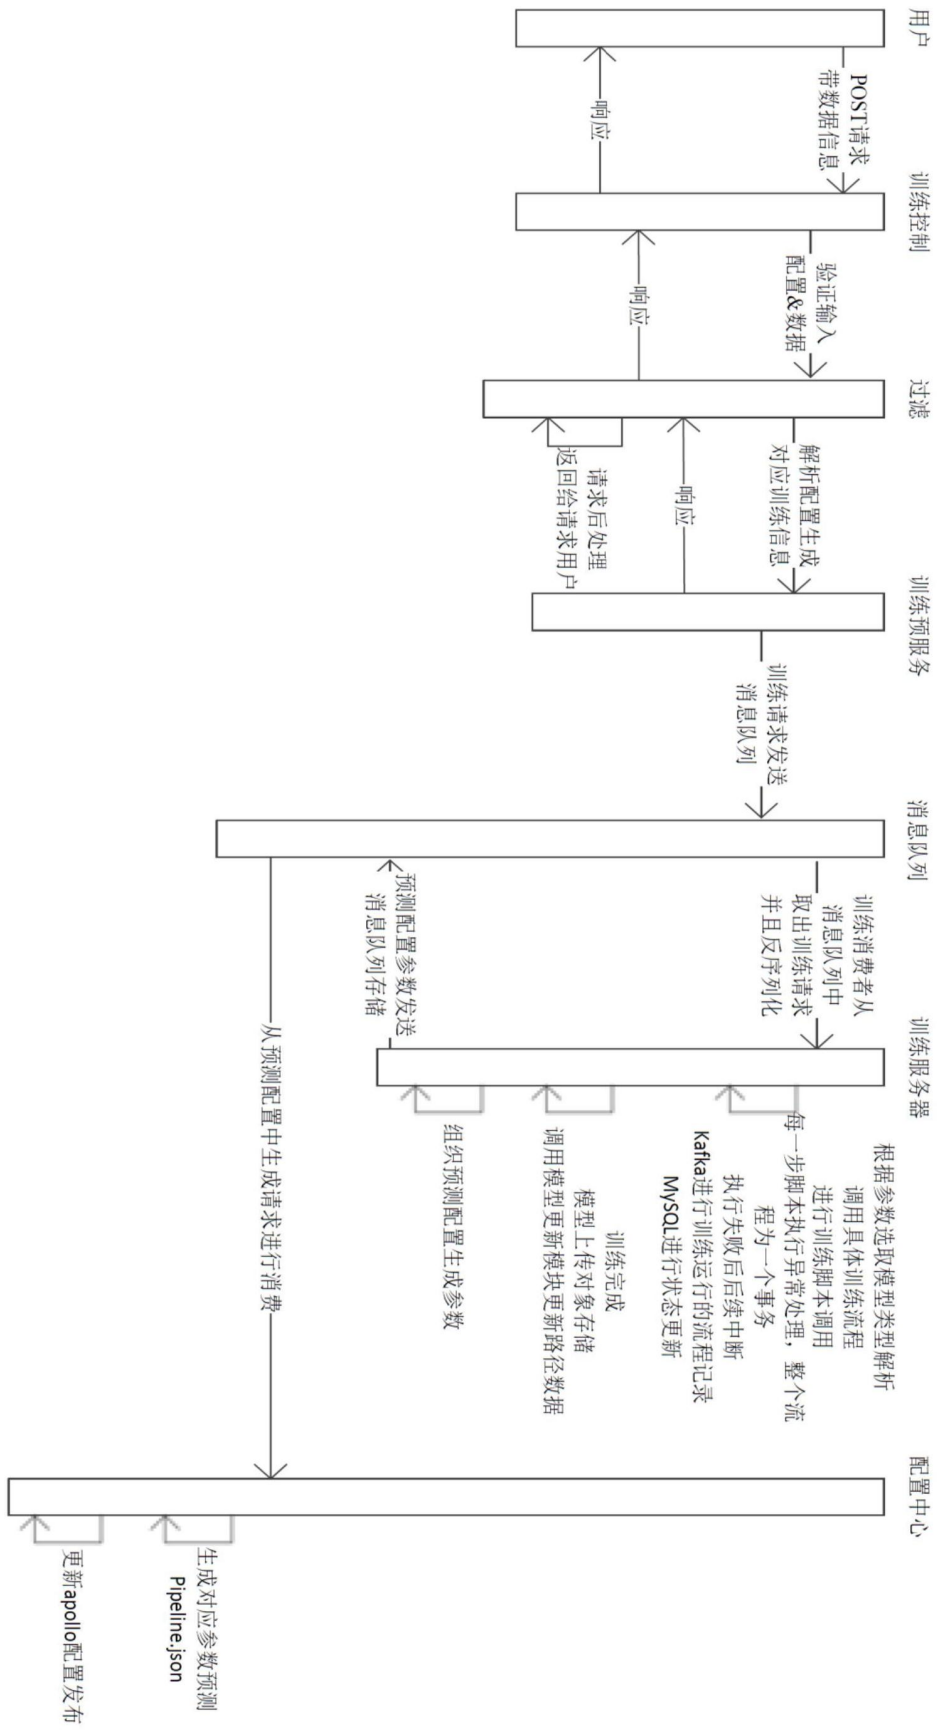 用户
训练控制
过滤
训练预服务
消息队列
训练服务器
配置中心
POST请求
带数据信息
响应
验证输入
配置&数据
响应
解析配置生成
对应训练信息
响应
请求后处理
返回给请求用户
训练请求发送
消息队列
训练消费者从
消息队列中
取出训练请求
并且反序列化
根据参数选取模型类型解析
调用具体训练流程
进行训练脚本调用
每一步脚本执行异常处理，整个流
程为一个事务
执行失败后后续中断
Kafka进行训练运行的流程记录
MySQL进行状态更新
训练完成
模型上传对象存储
调用模型更新模块更新路径数据
组织预测配置生成参数
预测配置参数发送
消息队列存储
从预测配置中生成请求进行消费
生成对应参数预测
Pipeline.json
更新apollo配置发布